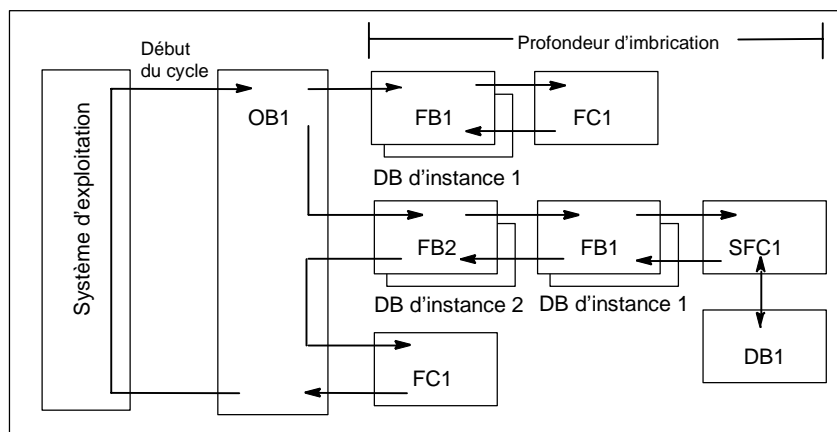 Début
du cycle
Profondeur d'imbrication
Système d'exploitation
OB1
FB1
FC1
DB d'instance 1
FB2
FB1
SFC1
DB d'instance 2
DB d'instance 1
FC1
DB1